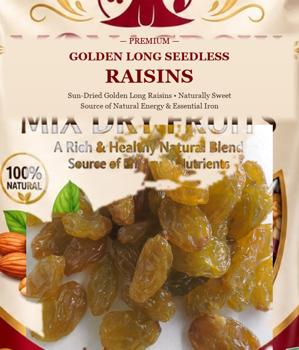 — PREMIUM —
GOLDEN LONG SEEDLESS
RAISINS
Sun-Dried Golden Long Raisins • Naturally Sweet
Source of Natural Energy & Essential Iron
MIX DRY FRUITS
A Rich & Healthy Natural Blend
Source of Nutrients
100%
NATURAL